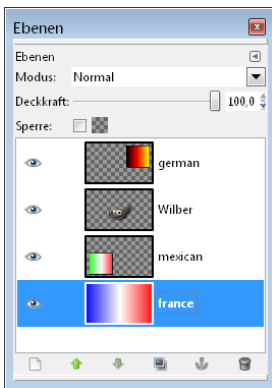 Ebenen
Ebenen
Modus: Normal
Deckkraft: 100,0
Sperre:
german
Wilber
mexican
france